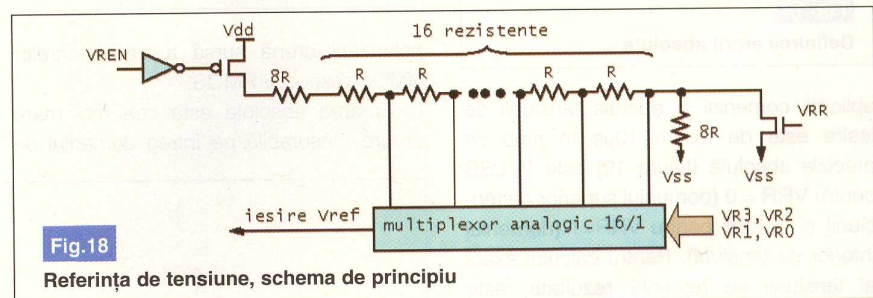 16 rezistente
Vdd
VREN
8R
R
R
R
R
8R
VRR
Vss
Vss
iesire Vref
multiplexor analogic 16/1
VR3,VR2
VR1,VR0
Fig.18
Referința de tensiune, schema de principiu